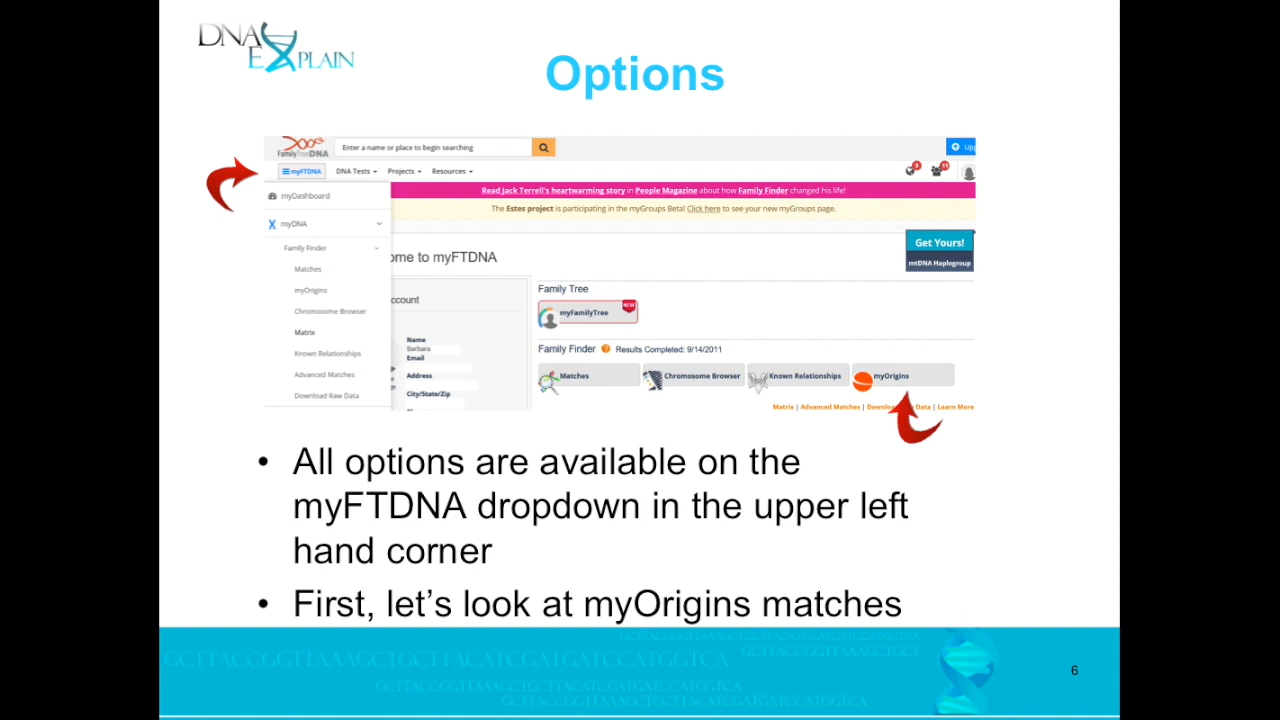 DNA
EXPLAIN
Options
FamilyTreeDNA
Enter a name or place to begin searching
myFTDNA DNA Tests Projects Resources
9 11
myDashboard
Read Jack Terrell's heartwarming story in People Magazine about how Family Finder changed his life!
The Estes project is participating in the myGroups Beta! Click here to see your new myGroups page.
myDNA
Get Yours!
mtDNA Haplogroup
Family Finder
ome to myFTDNA
Matches
myOrigins
Chromosome Browser
Matrix
Known Relationships
Advanced Matches
Download Raw Data
ccount
Name
Barbara
Email
Address
City/State/Zip
Family Tree
myFamilyTree
NEW
Family Finder Results Completed: 9/14/2011
Matches Chromosome Browser Known Relationships myOrigins
Matrix | Advanced Matches | Data | Learn More
• All options are available on the
myFTDNA dropdown in the upper left
hand corner
• First, let's look at myOrigins matches
6